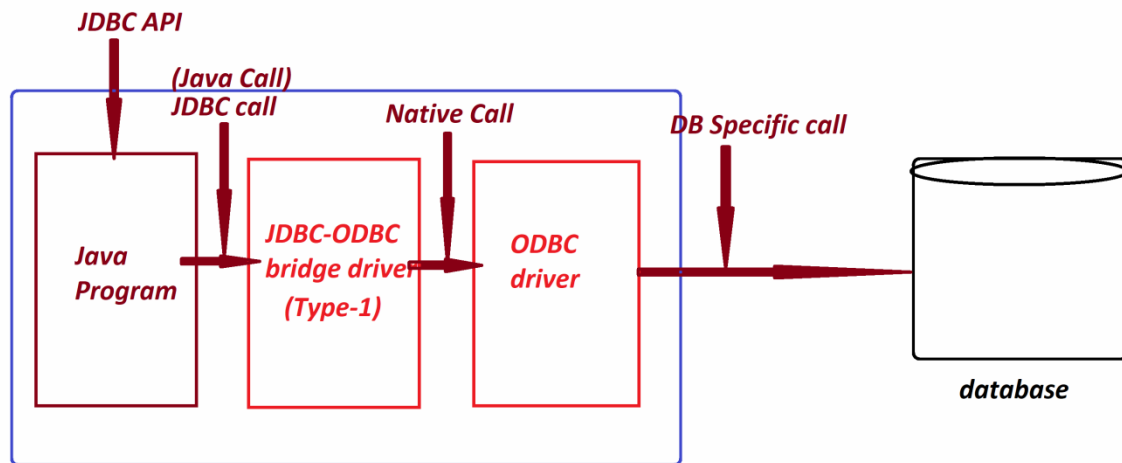 JDBC API
(Java Call)
JDBC call
Native Call
DB Specific call
Java
Program
JDBC-ODBC
bridge driver
(Type-1)
ODBC
driver
database